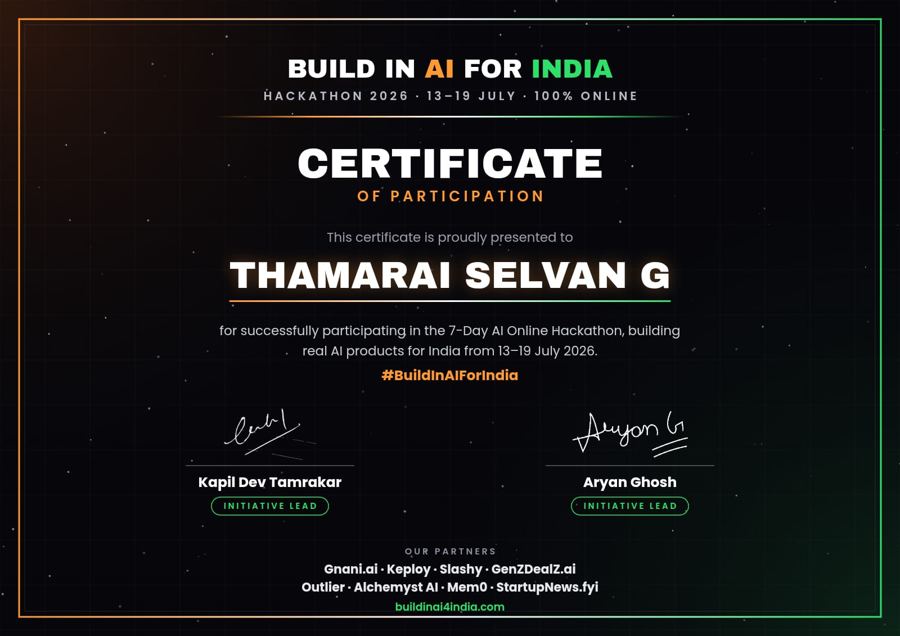 BUILD IN AI FOR INDIA
HACKATHON 2026 · 13–19 JULY · 100% ONLINE
CERTIFICATE
OF PARTICIPATION
This certificate is proudly presented to
THAMARAI SELVAN G
for successfully participating in the 7-Day AI Online Hackathon, building
real AI products for India from 13–19 July 2026.
#BuildInAIForIndia
Aryan G
Kapil Dev Tamrakar
Aryan Ghosh
INITIATIVE LEAD
INITIATIVE LEAD
OUR PARTNERS
Gnani.ai · Keploy · Slashy · GenZDealZ.ai
Outlier · Alchemyst AI · Mem0 · StartupNews.fyi
buildinai4india.com